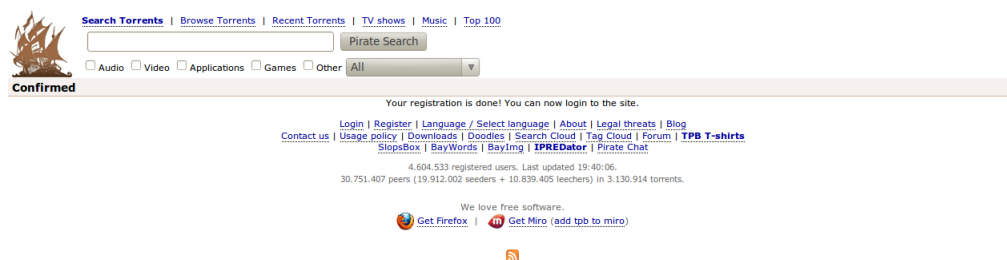 Search Torrents | Browse Torrents | Recent Torrents | TV shows | Music | Top 100
Pirate Search
Audio Video Applications Games Other All
Confirmed
Your registration is done! You can now login to the site.
Login | Register | Language / Select language | About | Legal threats | Blog
Contact us | Usage policy | Downloads | Doodles | Search Cloud | Tag Cloud | Forum | TPB T-shirts
SlopsBox | BayWords | BayImg | IPREDator | Pirate Chat
4.604.533 registered users. Last updated 19:40:06.
30.751.407 peers (19.912.002 seeders + 10.839.405 leechers) in 3.130.914 torrents.
We love free software.
Get Firefox | m Get Miro (add tpb to miro)